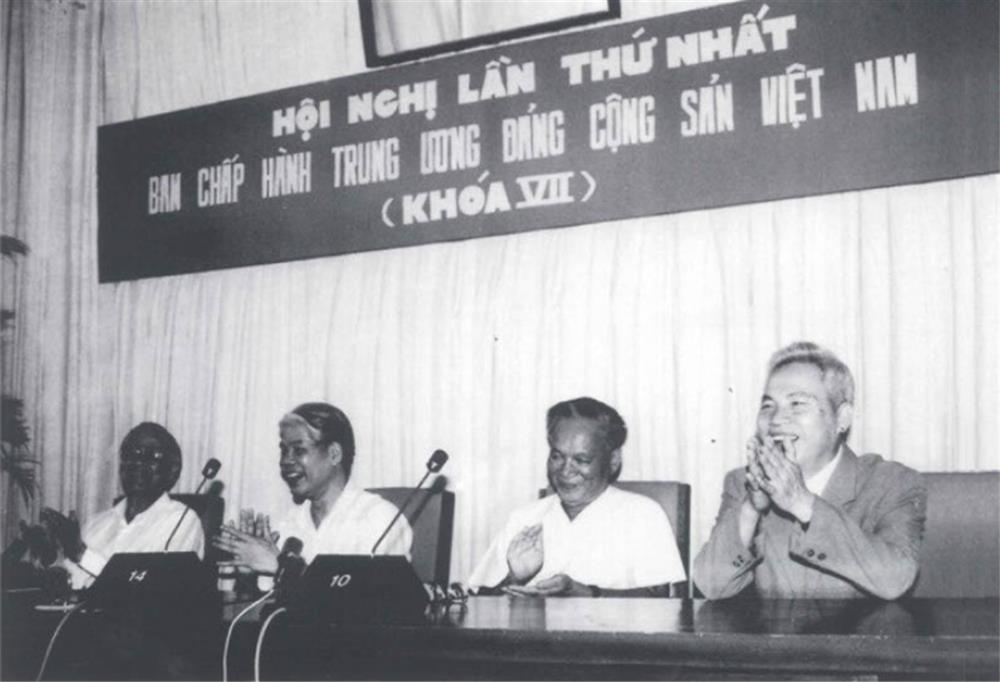 HỘI NGHỊ LẦN THỨ NHẤT
BAN CHẤP HÀNH TRUNG ƯƠNG ĐẢNG CỘNG SẢN VIỆT NAM
(KHÓA VII)
14
10